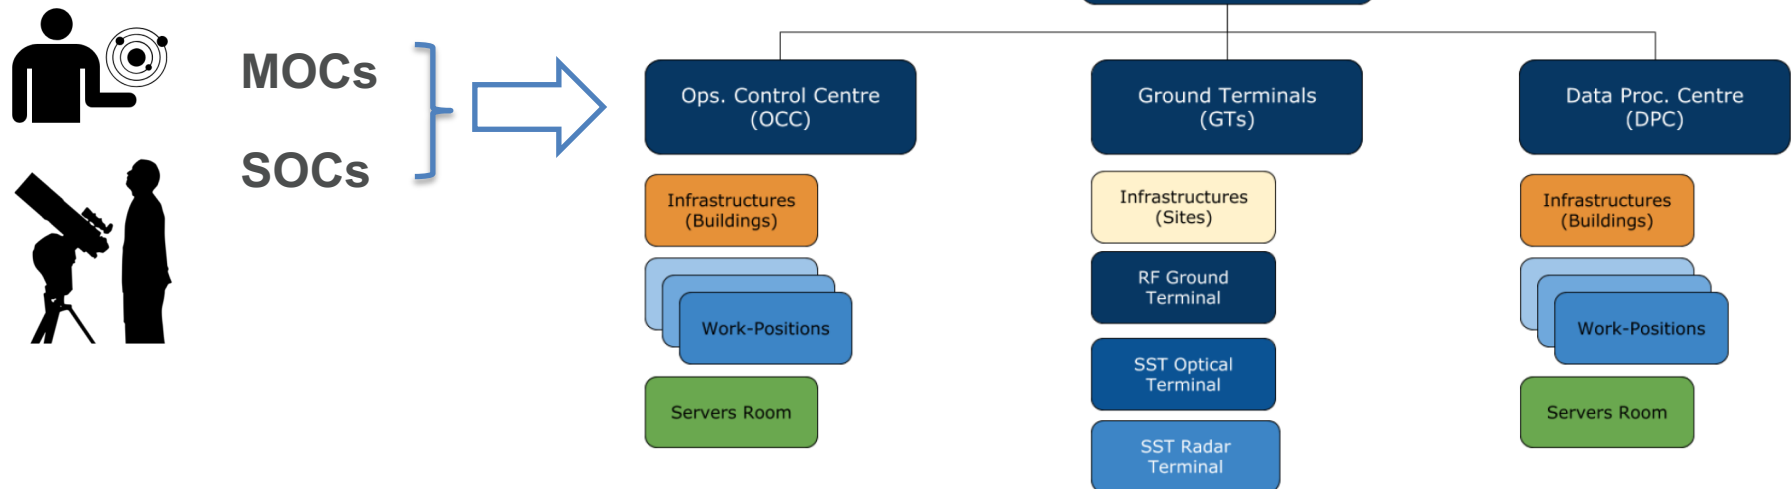 MOCs
SOCs
Ops. Control Centre
(OCC)
Infrastructures
(Buildings)
Work-Positions
Servers Room
Ground Terminals
(GTs)
Infrastructures
(Sites)
RF Ground
Terminal
SST Optical
Terminal
SST Radar
Terminal
Data Proc. Centre
(DPC)
Infrastructures
(Buildings)
Work-Positions
Servers Room